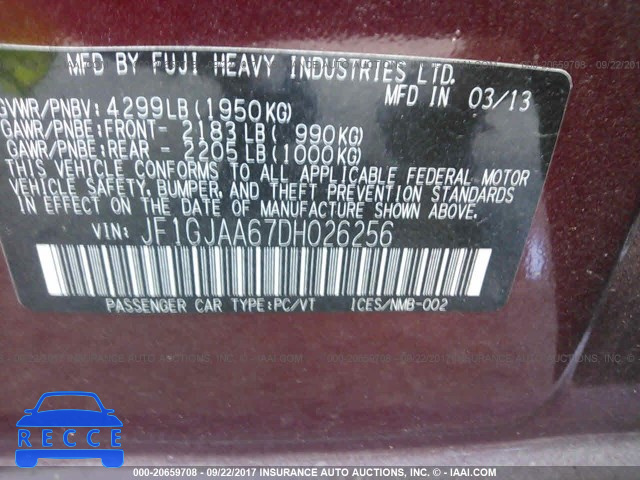 MFD BY FUJI HEAVY INDUSTRIES LTD.
MFD IN 03/13
GVWR/PNBV: 4299LB(1950KG)
GAWR/PNBE:FRONT- 2183LB( 990KG)
GAWR/PNBE:REAR - 2205LB(1000KG)
THIS VEHICLE CONFORMS TO ALL APPLICABLE FEDERAL MOTOR
VEHICLE SAFETY, BUMPER, AND THEFT PREVENTION STANDARDS
IN EFFECT ON THE DATE OF MANUFACTURE SHOWN ABOVE.
VIN: JF1GJAA67DH026256
PASSENGER CAR TYPE:PC/VT ICES/NMB-002
RECCE
000-20659708 - 09/22/2017 - INSURANCE AUTO AUCTIONS, INC. - IAAI.COM